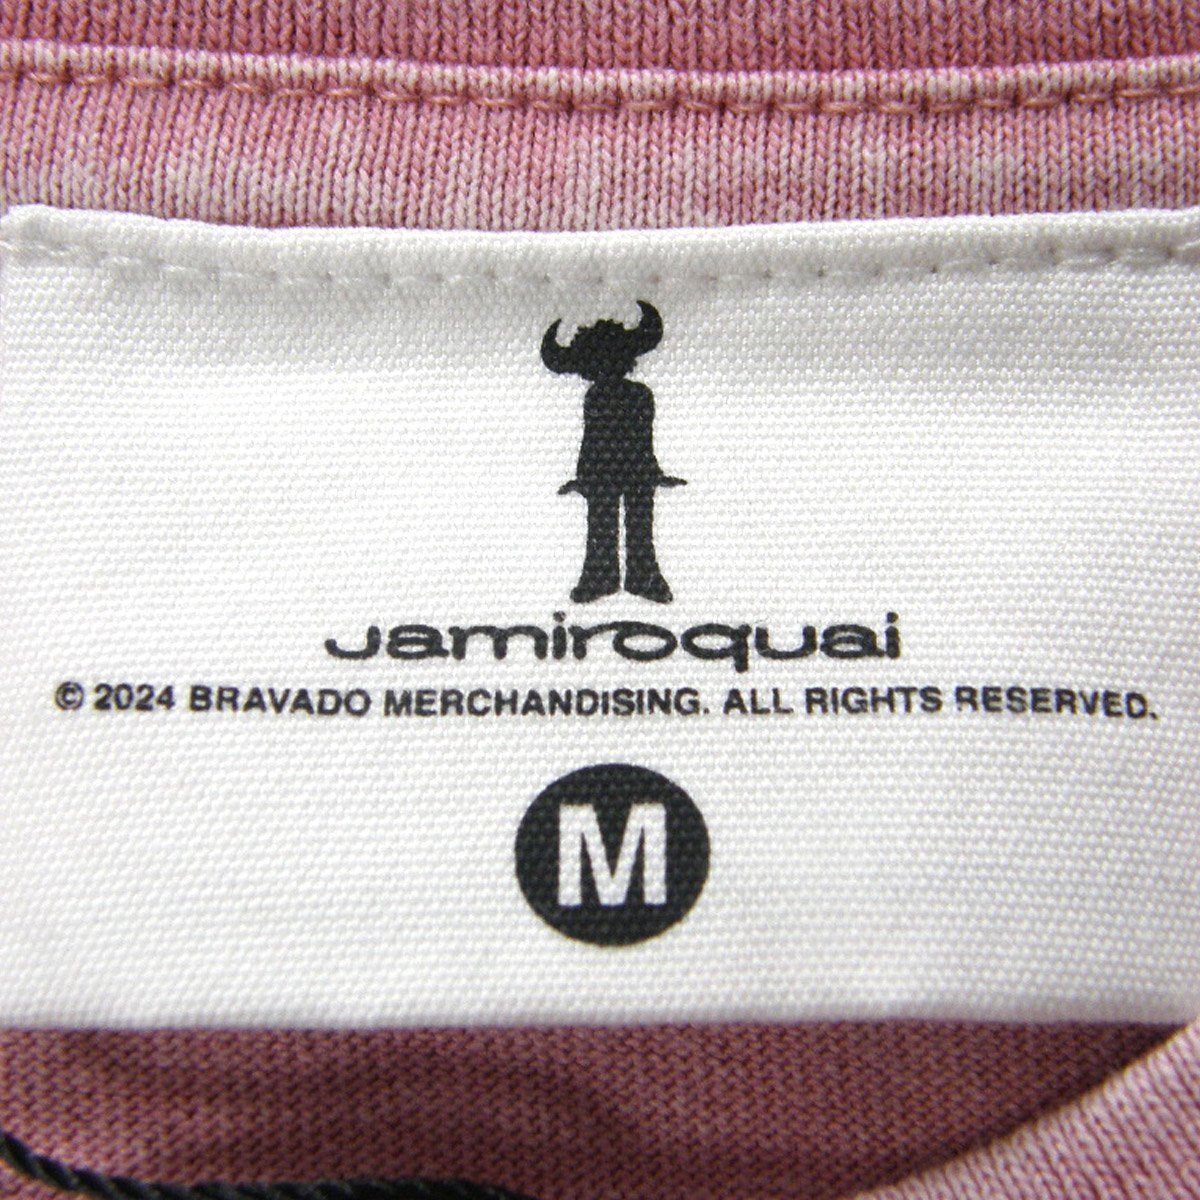 Jamiroquai
© 2024 BRAVADO MERCHANDISING. ALL RIGHTS RESERVED.
M